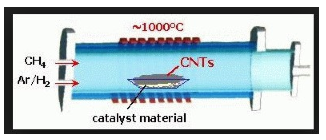 ~1000°C
CH₄
CNTs
Ar/H₂
catalyst material